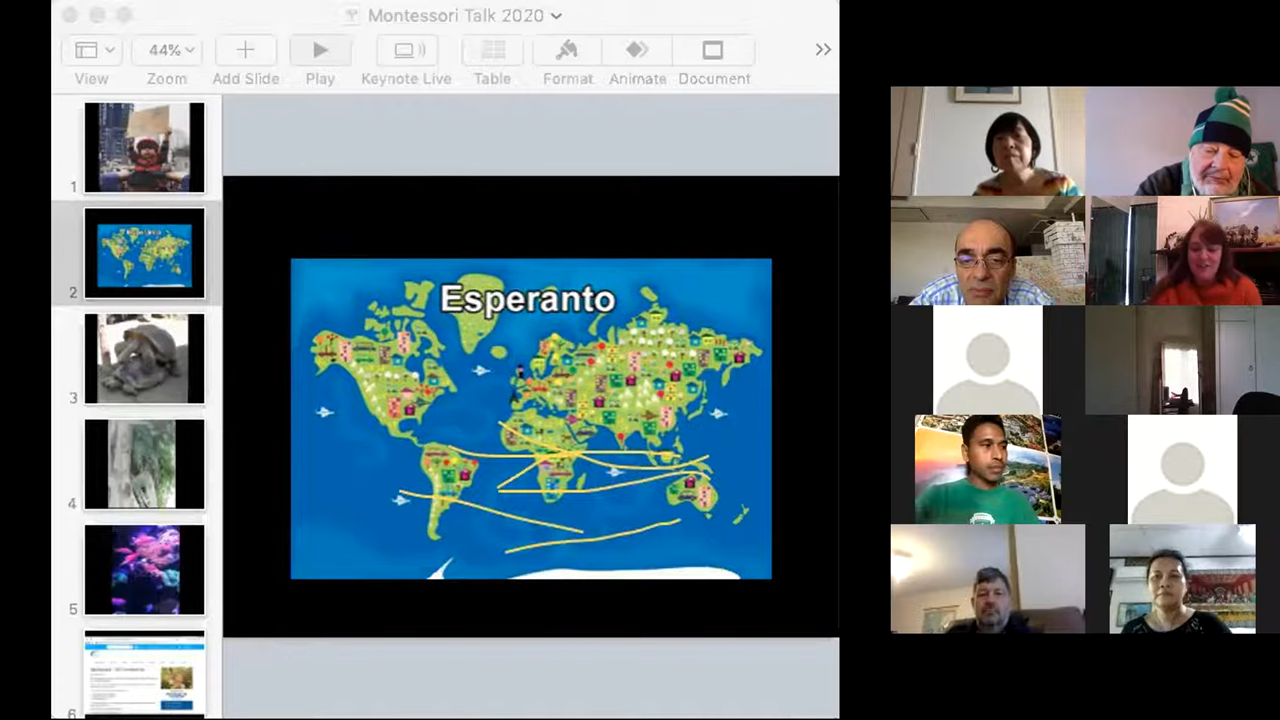 Montessori Talk 2020
44%
View
Zoom
Add Slide
Play
Keynote Live
Table
Format
Animate
Document
1
2
3
4
5
6
Esperanto